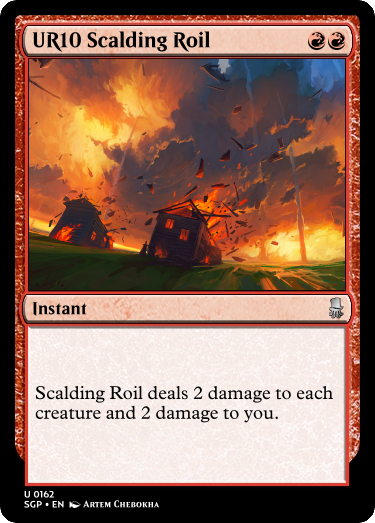 UR10 Scalding Roil
Instant
Scalding Roil deals 2 damage to each
creature and 2 damage to you.
U 0162
SGP • EN Artem Chebokha